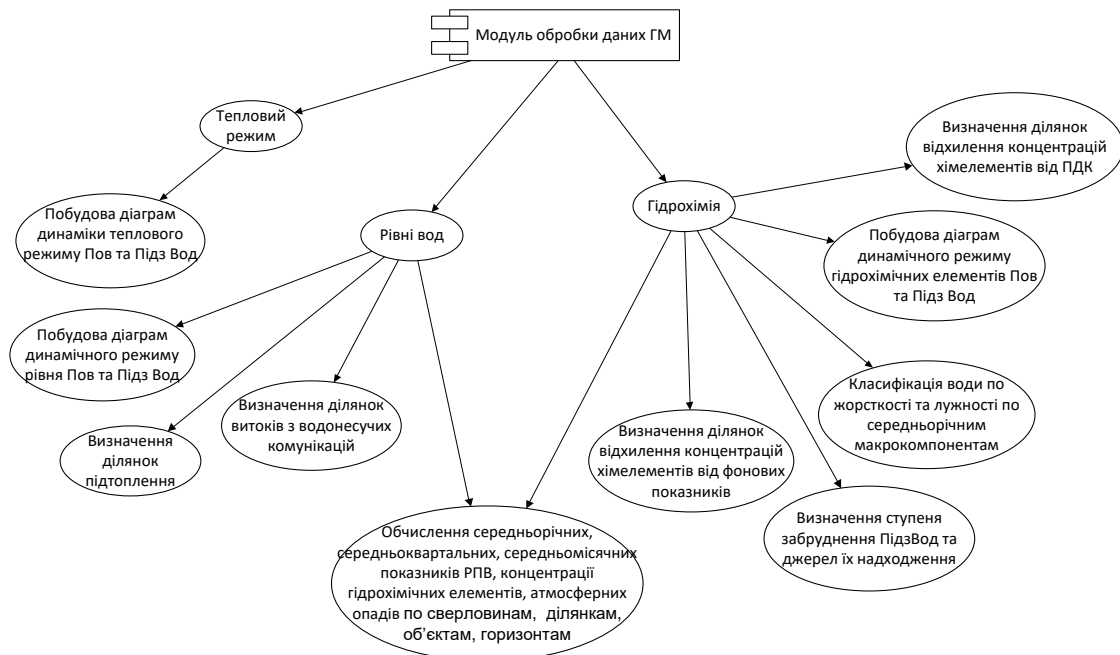 Модуль обробки даних ГМ
Тепловий
режим
Визначення ділянок
відхилення концентрацій
хімелементів від ПДК
Побудова діаграм
динаміки теплового
режиму Пов та Підз Вод
Рівні вод
Гідрохімія
Побудова діаграм
динамічного режиму
гідрохімічних елементів Пов
та Підз Вод
Побудова діаграм
динамічного режиму
рівня Пов та Підз Вод
Визначення ділянок
витоків з водонесучих
комунікацій
Класифікація води по
жорсткості та лужності по
середньорічним
макрокомпонентам
Визначення
ділянок
підтоплення
Визначення ділянок
відхилення концентрацій
хімелементів від фонових
показників
Обчислення середньорічних,
середньоквартальних, середньомісячних
показників РПВ, концентрації
гідрохімічних елементів, атмосферних
опадів по сверловинам, ділянкам,
об'єктам, горизонтам
Визначення ступеня
забруднення ПідзВод та
джерел їх надходження